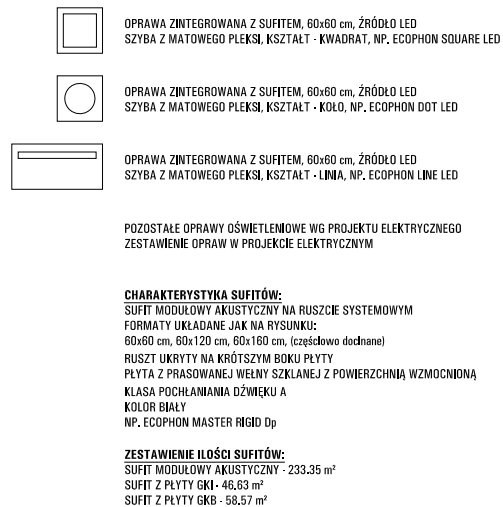 OPRAWA ZINTEGROWANA Z SUFITEM, 60x60 cm, ŹRÓDŁO LED
SZYBA Z MATOWEGO PLEKSI, KSZTAŁT - KWADRAT, NP. ECOPHON SQUARE LED
OPRAWA ZINTEGROWANA Z SUFITEM, 60x60 cm, ŹRÓDŁO LED
SZYBA Z MATOWEGO PLEKSI, KSZTAŁT - KOŁO, NP. ECOPHON DOT LED
OPRAWA ZINTEGROWANA Z SUFITEM, 60x60 cm, ŹRÓDŁO LED
SZYBA Z MATOWEGO PLEKSI, KSZTAŁT - LINIA, NP. ECOPHON LINE LED
POZOSTAŁE OPRAWY OŚWIETLENIOWE WG PROJEKTU ELEKTRYCZNEGO
ZESTAWIENIE OPRAW W PROJEKCIE ELEKTRYCZNYM
CHARAKTERYSTYKA SUFITÓW:
SUFIT MODUŁOWY AKUSTYCZNY NA RUSZCIE SYSTEMOWYM
FORMATY UKŁADANE JAK NA RYSUNKU:
60x60 cm, 60x120 cm, 60x160 cm, (częściowo docinane)
RUSZT UKRYTY NA KRÓTSZYM BOKU PŁYTY
PŁYTA Z PRASOWANEJ WEŁNY SZKLANEJ Z POWIERZCHNIĄ WZMOCNIONĄ
KLASA POCHŁANIANIA DŹWIĘKU A
KOLOR BIAŁY
NP. ECOPHON MASTER RIGID Dp
ZESTAWIENIE ILOŚCI SUFITÓW:
SUFIT MODUŁOWY AKUSTYCZNY - 233.35 m²
SUFIT Z PŁYTY GKI - 46.63 m²
SUFIT Z PŁYTY GKB - 58.57 m²